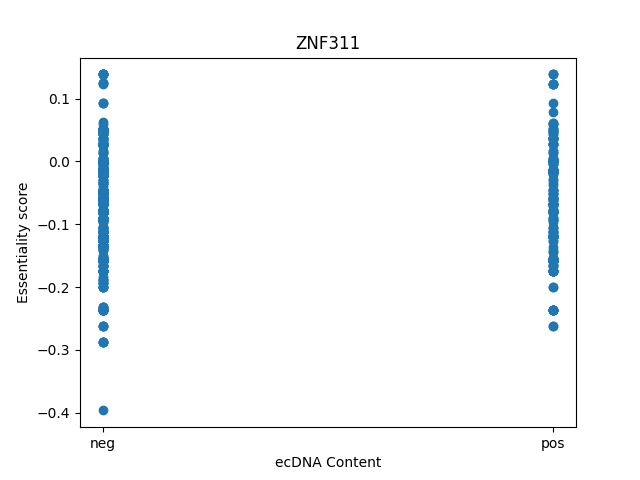 ZNF311
Essentiality score
0.1
0.0
−0.1
−0.2
−0.3
−0.4
neg
pos
ecDNA Content